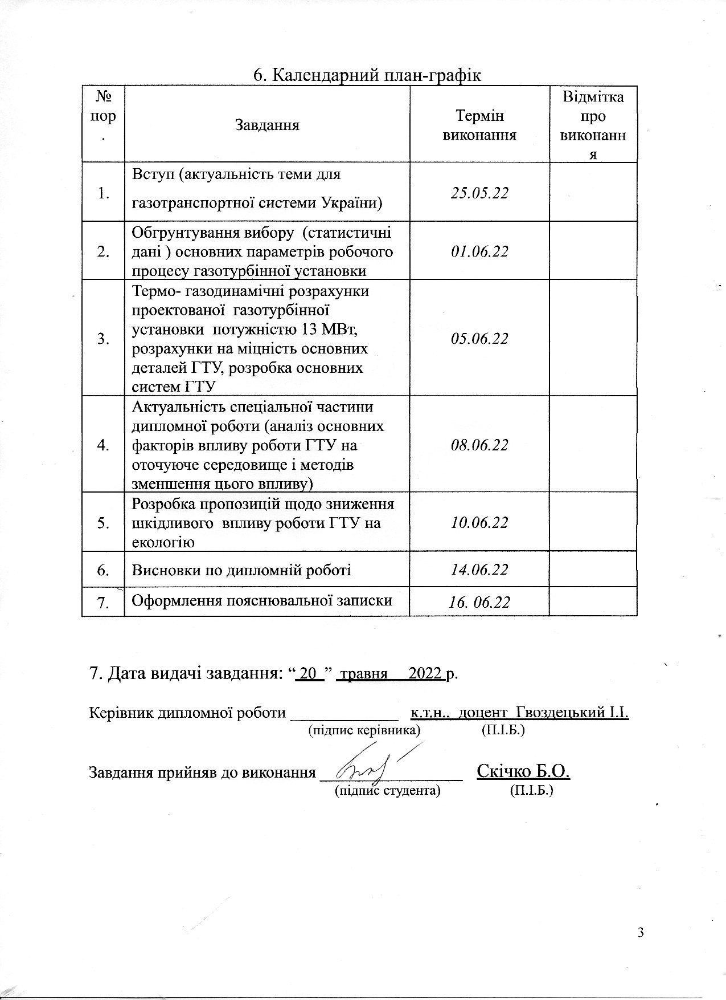 6. Календарний план-графік
№
пор
.
Завдання
Термін
виконання
Відмітка
про
виконанн
я
1.
Вступ (актуальність теми для
газотранспортної системи України)
25.05.22
2.
Обгрунтування вибору (статистичні
дані ) основних параметрів робочого
процесу газотурбінної установки
01.06.22
3.
Термо- газодинамічні розрахунки
проектованої газотурбінної
установки потужністю 13 МВт,
розрахунки на міцність основних
деталей ГТУ, розробка основних
систем ГТУ
05.06.22
4.
Актуальність спеціальної частини
дипломної роботи (аналіз основних
факторів впливу роботи ГТУ на
оточуюче середовище і методів
зменшення цього впливу)
08.06.22
5.
Розробка пропозицій щодо зниження
шкідливого впливу роботи ГТУ на
екологію
10.06.22
6.
Висновки по дипломній роботі
14.06.22
7.
Оформлення пояснювальної записки
16. 06.22
7. Дата видачі завдання: “ 20 ” травня 2022 р.
Керівник дипломної роботи ______________ к.т.н., доцент Гвоздецький І.І.
(підпис керівника) (П.І.Б.)
Завдання прийняв до виконання __________________ Скічко Б.О.
(підпис студента) (П.І.Б.)
3